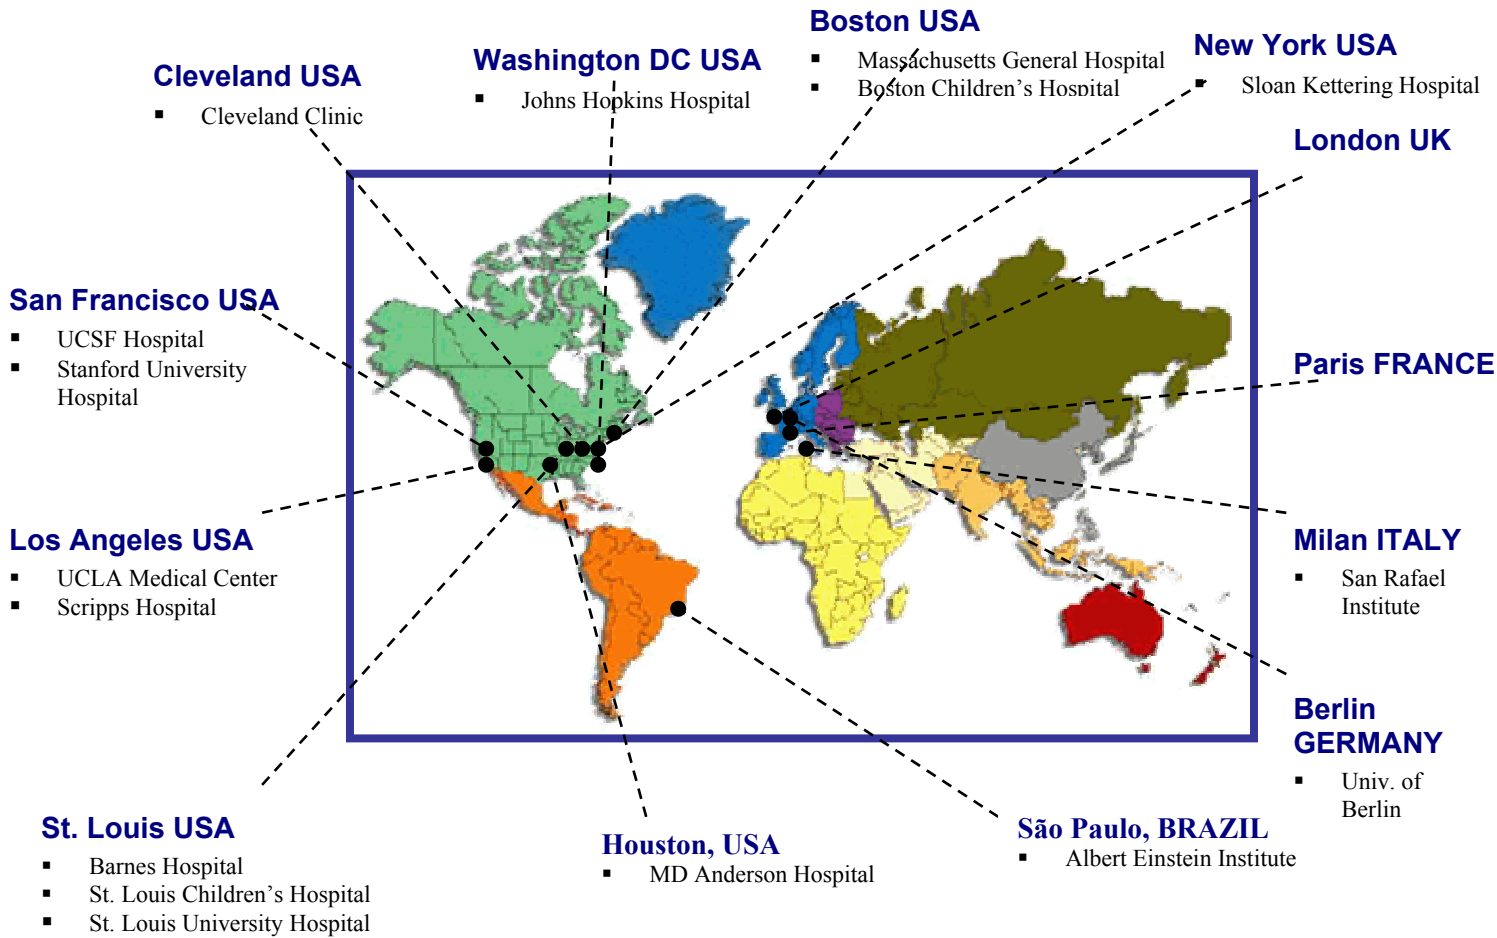 Boston USA
▪ Massachusetts General Hospital
▪ Boston Children's Hospital
New York USA
▪ Sloan Kettering Hospital
Washington DC USA
▪ Johns Hopkins Hospital
Cleveland USA
▪ Cleveland Clinic
London UK
San Francisco USA
▪ UCSF Hospital
▪ Stanford University
Hospital
Paris FRANCE
Los Angeles USA
▪ UCLA Medical Center
▪ Scripps Hospital
Milan ITALY
▪ San Rafael
Institute
Berlin
GERMANY
▪ Univ. of
Berlin
St. Louis USA
▪ Barnes Hospital
▪ St. Louis Children's Hospital
▪ St. Louis University Hospital
Houston, USA
▪ MD Anderson Hospital
São Paulo, BRAZIL
▪ Albert Einstein Institute